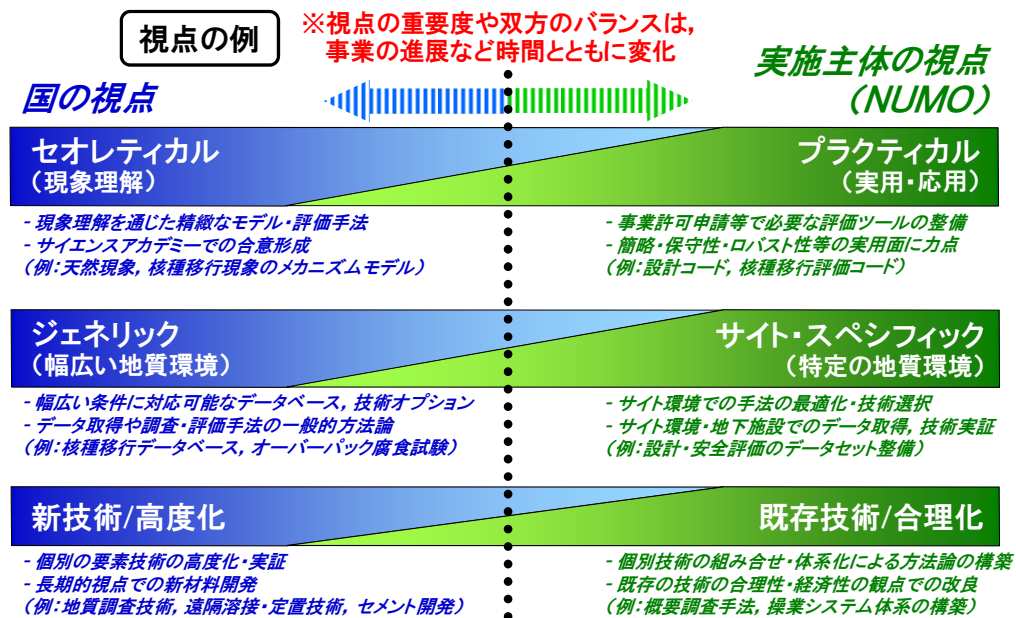 視点の例
※視点の重要度や双方のバランスは，
事業の進展など時間とともに変化
国の視点
実施主体の視点
（NUMO）
セオレティカル
（現象理解）
プラクティカル
（実用・応用）
- 現象理解を通じた精緻なモデル・評価手法
- サイエンスアカデミーでの合意形成
（例：天然現象，核種移行現象のメカニズムモデル）
- 事業許可申請等で必要な評価ツールの整備
- 簡略・保守性・ロバスト性等の実用面に力点
（例：設計コード，核種移行評価コード）
ジェネリック
（幅広い地質環境）
サイト・スペシフィック
（特定の地質環境）
- 幅広い条件に対応可能なデータベース，技術オプション
- データ取得や調査・評価手法の一般的方法論
（例：核種移行データベース，オーバーパック腐食試験）
- サイト環境での手法の最適化・技術選択
- サイト環境・地下施設でのデータ取得，技術実証
（例：設計・安全評価のデータセット整備）
新技術/高度化
既存技術/合理化
- 個別の要素技術の高度化・実証
- 長期的視点での新材料開発
（例：地質調査技術，遠隔溶接・定置技術，セメント開発）
- 個別技術の組み合せ・体系化による方法論の構築
- 既存の技術の合理性・経済性の観点での改良
（例：概要調査手法，操業システム体系の構築）